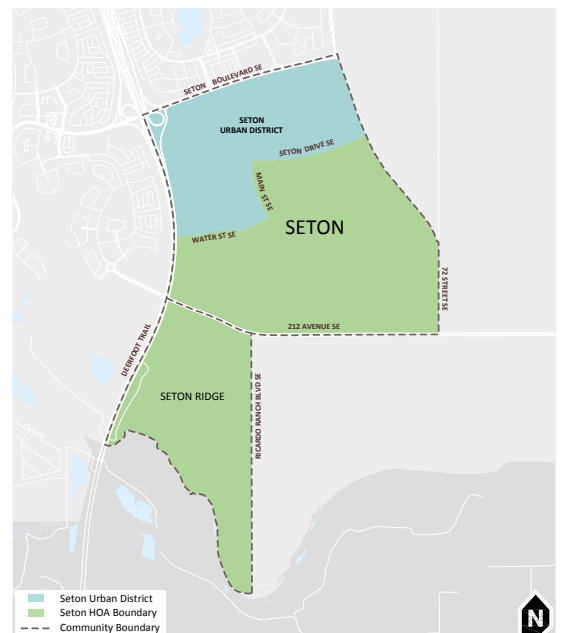 SETON BOULEVARD SE
SETON
URBAN DISTRICT
SETON DRIVE SE
MAIN ST SE
WATER ST SE
SETON
72 STREET SE
212 AVENUE SE
DEERFOOT TRAIL
SETON RIDGE
RICARDO RANCH BLVD SE
Seton Urban District
Seton HOA Boundary
Community Boundary
N